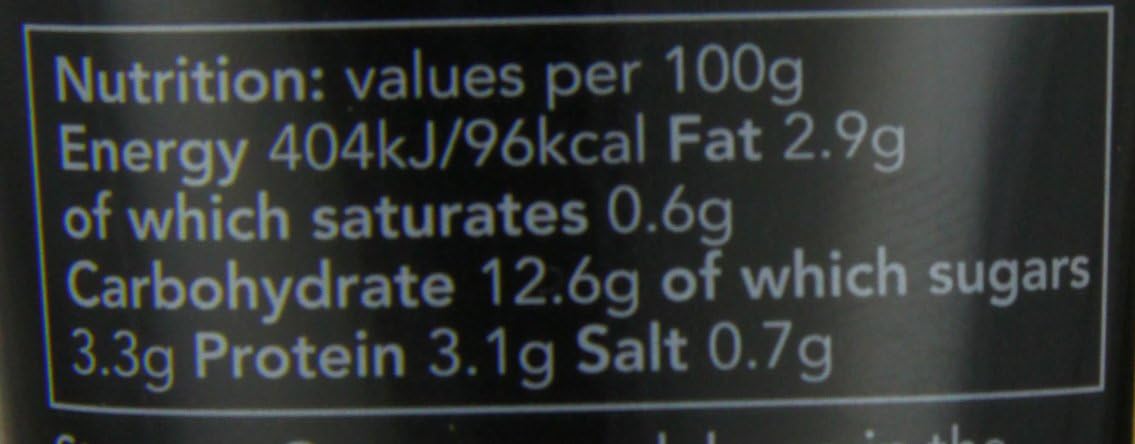 Nutrition: values per 100g
Energy 404kJ/96kcal Fat 2.9g
of which saturates 0.6g
Carbohydrate 12.6g of which sugars
3.3g Protein 3.1g Salt 0.7g